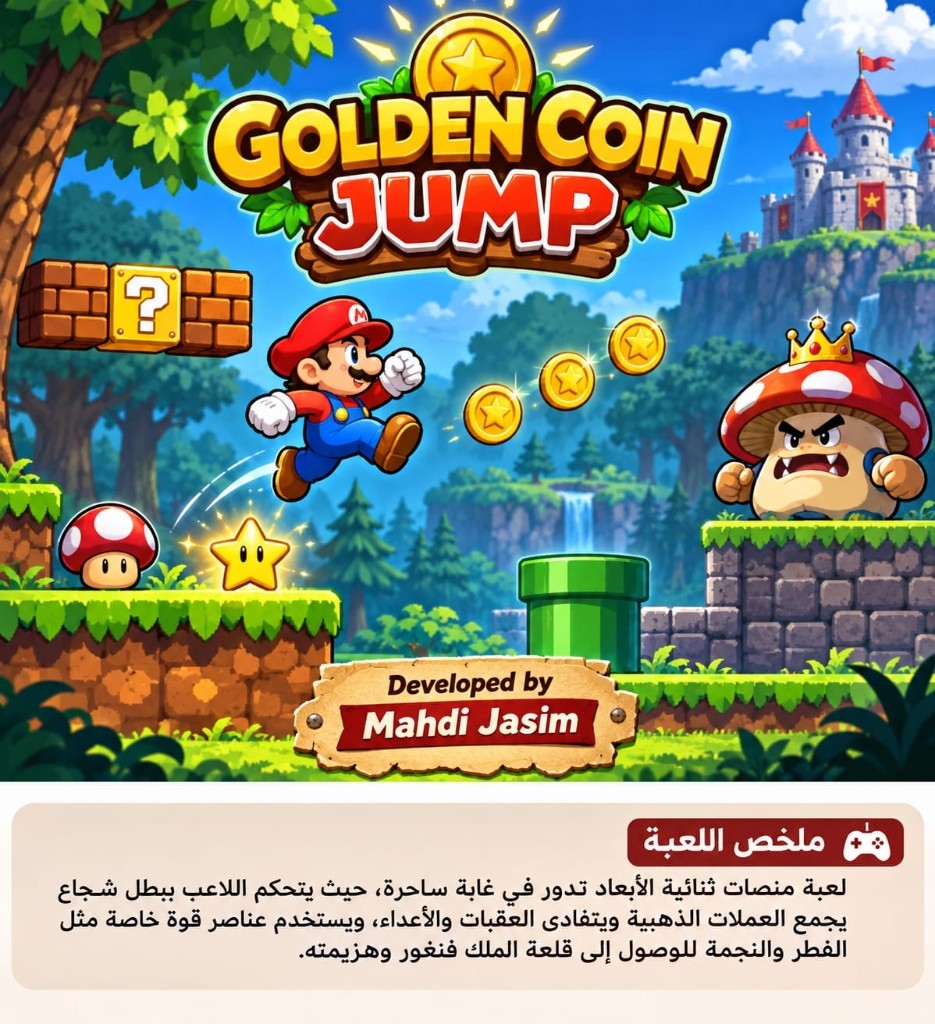 GOLDEN COIN
JUMP
?
M
Developed by
Mahdi Jasim
ملخص اللعبة
لعبة منصات ثنائية الأبعاد تدور في غابة ساحرة، حيث يتحكم اللاعب ببطل شجاع
يجمع العملات الذهبية ويتفادى العقبات والأعداء، ويستخدم عناصر قوة خاصة مثل
الفطر والنجمة للوصول إلى قلعة الملك فنغور وهزيمته.